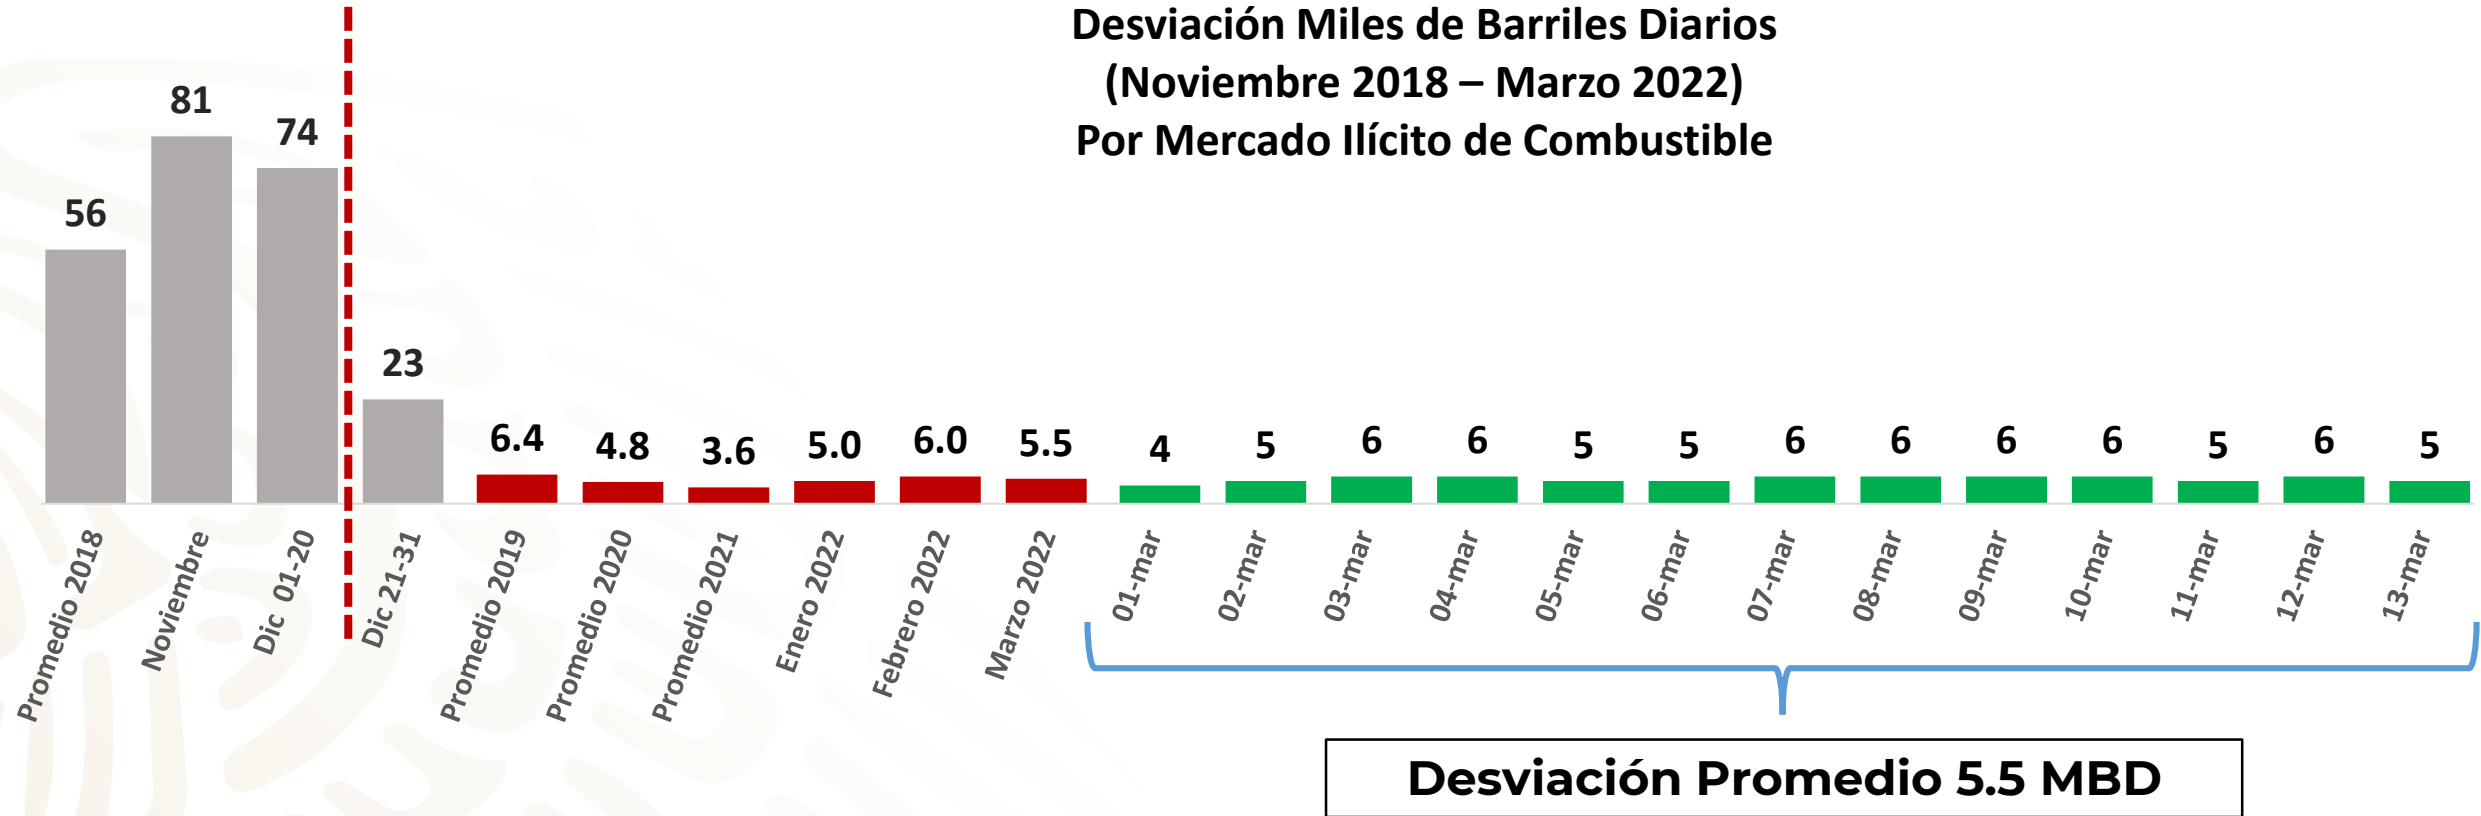 Desviación Miles de Barriles Diarios
(Noviembre 2018 – Marzo 2022)
Por Mercado Ilícito de Combustible
56
81
74
23
6.4
4.8
3.6
5.0
6.0
5.5
4
5
6
6
5
5
6
6
6
6
5
6
5
Promedio 2018
Noviembre
Dic 01-20
Dic 21-31
Promedio 2019
Promedio 2020
Promedio 2021
Enero 2022
Febrero 2022
Marzo 2022
01-mar
02-mar
03-mar
04-mar
05-mar
06-mar
07-mar
08-mar
09-mar
10-mar
11-mar
12-mar
13-mar
Desviación Promedio 5.5 MBD